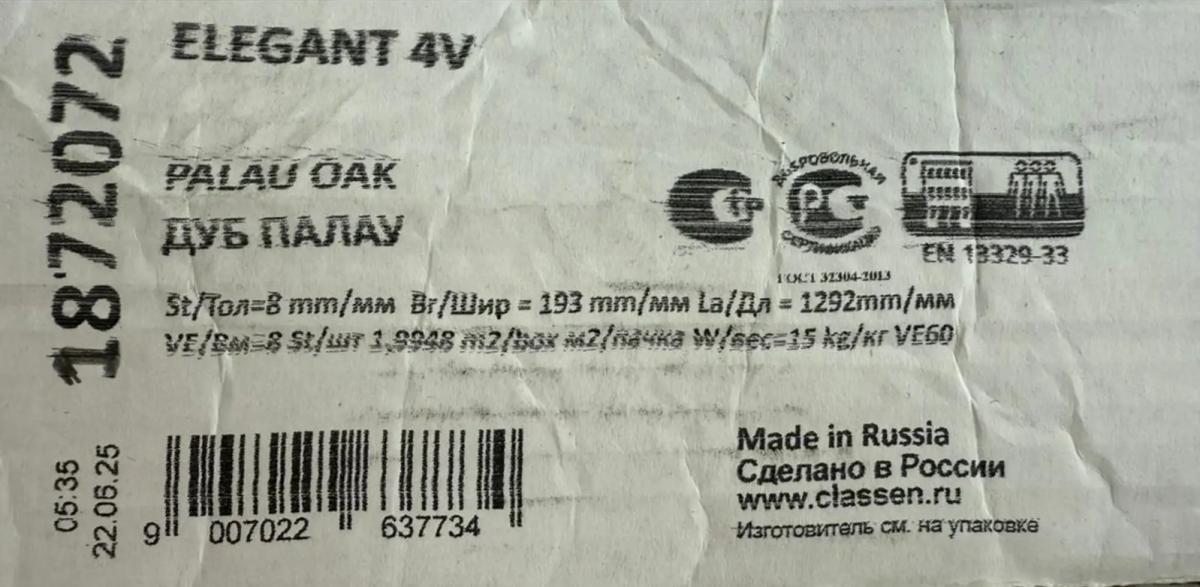 1872072
ELEGANT 4V
PALAU OAK
ДУБ ПАЛАУ
ДОБРОВОЛЬНАЯ
СЕРТИФИКАЦИЯ
EN 13329-33
ГОСТ 32304-2013
St/Тол=8 mm/мм Br/Шир = 193 mm/мм La/Дл = 1292mm/мм
VE/Вм=8 St/шт 1,9948 m2/box м2/пачка W/вес=15 kg/кг VE60
05:35
22.06.25
9 007022 637734
Made in Russia
Сделано в России
www.classen.ru
Изготовитель см. на упаковке